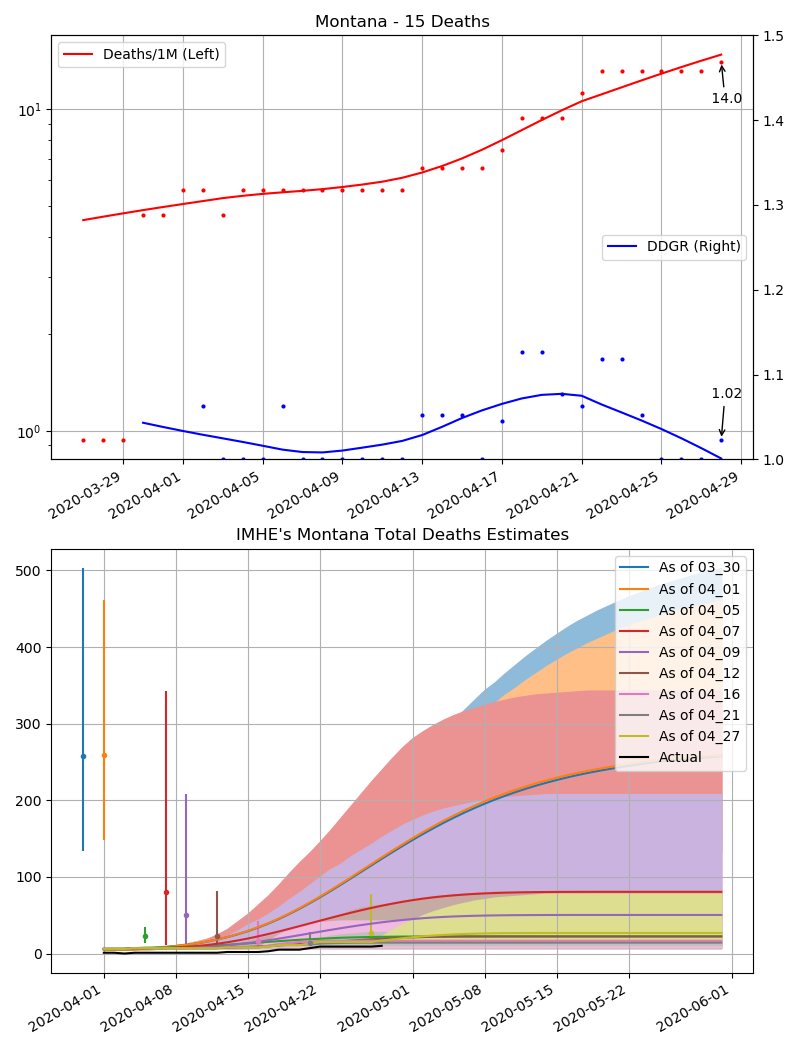 Montana - 15 Deaths
Deaths/1M (Left)
DDGR (Right)
14.0
1.02
10^1
10^0
1.5
1.4
1.3
1.2
1.1
1.0
2020-03-29
2020-04-01
2020-04-05
2020-04-09
2020-04-13
2020-04-17
2020-04-21
2020-04-25
2020-04-29
IMHE's Montana Total Deaths Estimates
500
400
300
200
100
0
As of 03_30
As of 04_01
As of 04_05
As of 04_07
As of 04_09
As of 04_12
As of 04_16
As of 04_21
As of 04_27
Actual
2020-04-01
2020-04-08
2020-04-15
2020-04-22
2020-05-01
2020-05-08
2020-05-15
2020-05-22
2020-06-01